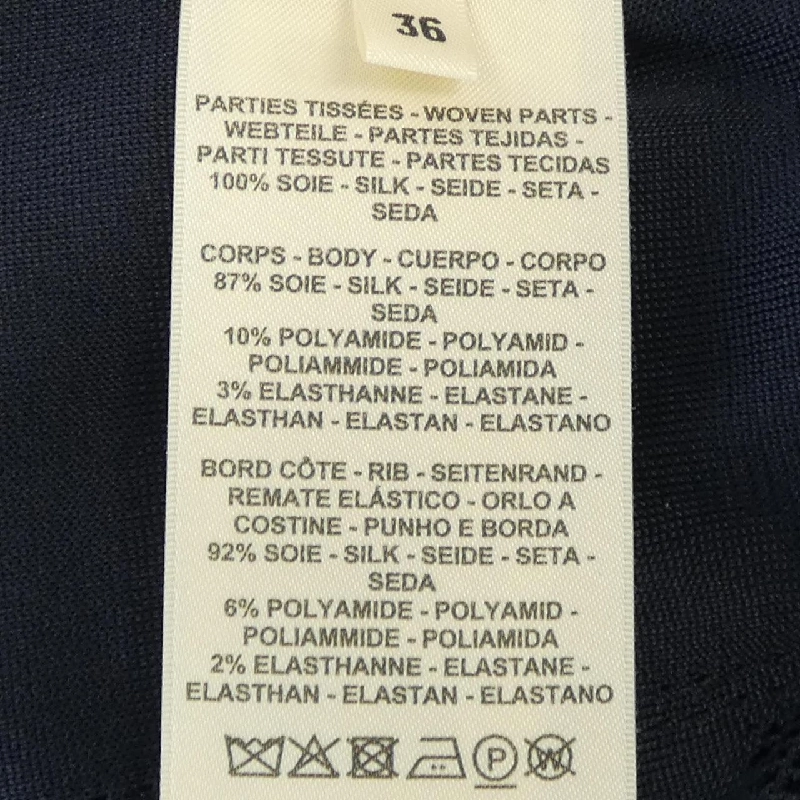 36
PARTIES TISSÉES - WOVEN PARTS -
WEBTEILE - PARTES TEJIDAS -
PARTI TESSUTE - PARTES TECIDAS
100% SOIE - SILK - SEIDE - SETA -
SEDA
CORPS - BODY - CUERPO - CORPO
87% SOIE - SILK - SEIDE - SETA -
SEDA
10% POLYAMIDE - POLYAMID -
POLIAMMIDE - POLIAMIDA
3% ELASTHANNE - ELASTANE -
ELASTHAN - ELASTAN - ELASTANO
BORD CÔTE - RIB - SEITENRAND -
REMATE ELÁSTICO - ORLO A
COSTINE - PUNHO E BORDA
92% SOIE - SILK - SEIDE - SETA -
SEDA
6% POLYAMIDE - POLYAMID -
POLIAMMIDE - POLIAMIDA
2% ELASTHANNE - ELASTANE -
ELASTHAN - ELASTAN - ELASTANO
P W